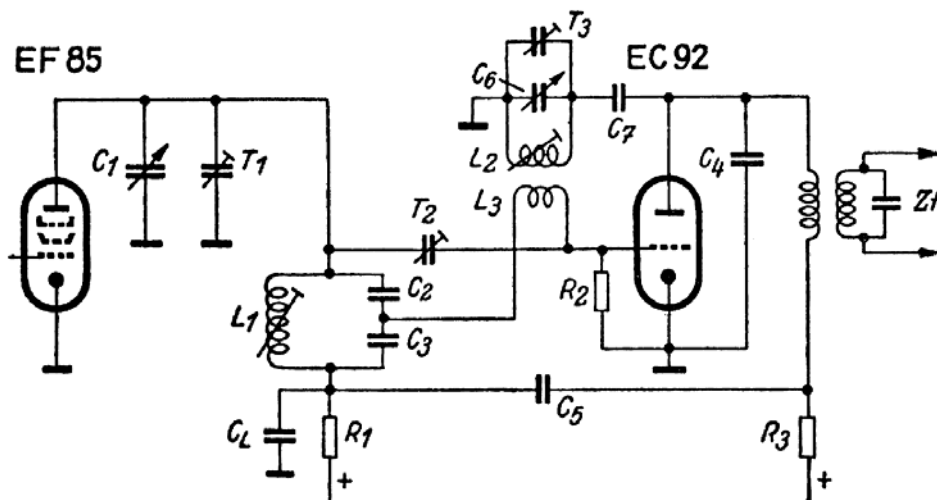 EF 85
EC 92
T3
C6
C7
L2
L3
C1
T1
C4
T2
Zf
R2
C2
L1
C3
C5
CL
R1
R3
+
+